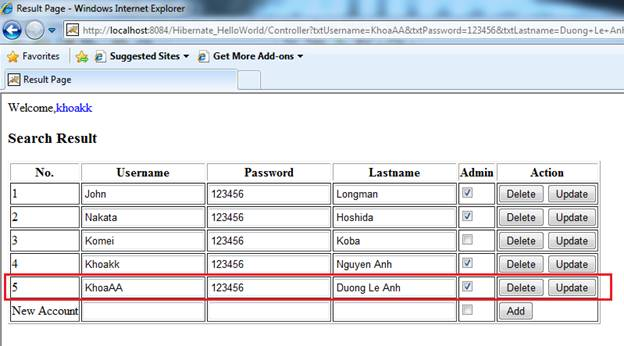 Result Page - Windows Internet Explorer
http://localhost:8084/Hibernate_HelloWorld/Controller?txtUsername=KhoaAA&txtPassword=123456&txtLastname=Duong+Le+Anh
Favorites Suggested Sites Get More Add-ons
Result Page
Welcome,khoakk
Search Result
No. Username Password Lastname Admin Action
1 John 123456 Longman Delete Update
2 Nakata 123456 Hoshida Delete Update
3 Komei 123456 Koba Delete Update
4 Khoakk 123456 Nguyen Anh Delete Update
5 KhoaAA 123456 Duong Le Anh Delete Update
New Account Add